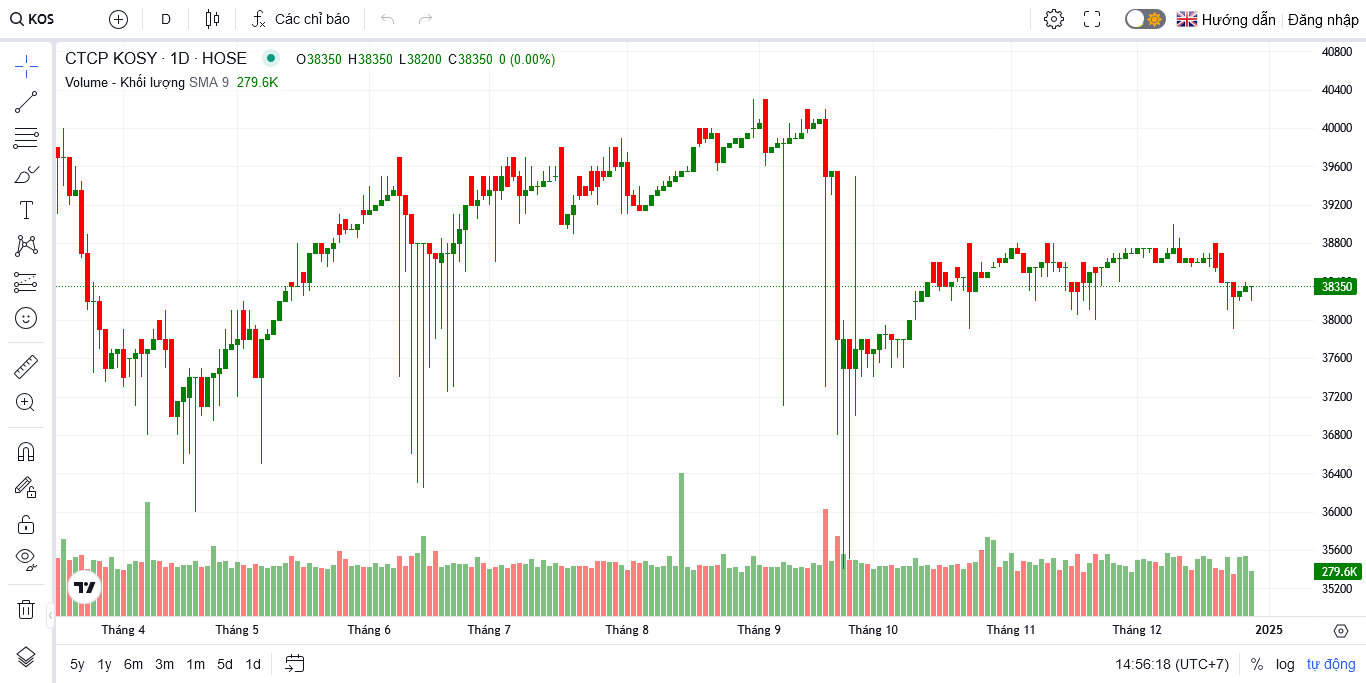 KOS D Các chỉ báo Hướng dẫn Đăng nhập
CTCP KOSY · 1D · HOSE O38350 H38350 L38200 C38350 0 (0.00%)
Volume - Khối lượng SMA 9 279.6K
40800
40400
40000
39600
39200
38800
38350
38000
37600
37200
36800
36400
36000
35600
279.6K
35200
Tháng 4 Tháng 5 Tháng 6 Tháng 7 Tháng 8 Tháng 9 Tháng 10 Tháng 11 Tháng 12 2025
5y 1y 6m 3m 1m 5d 1d 14:56:18 (UTC+7) % log tự động